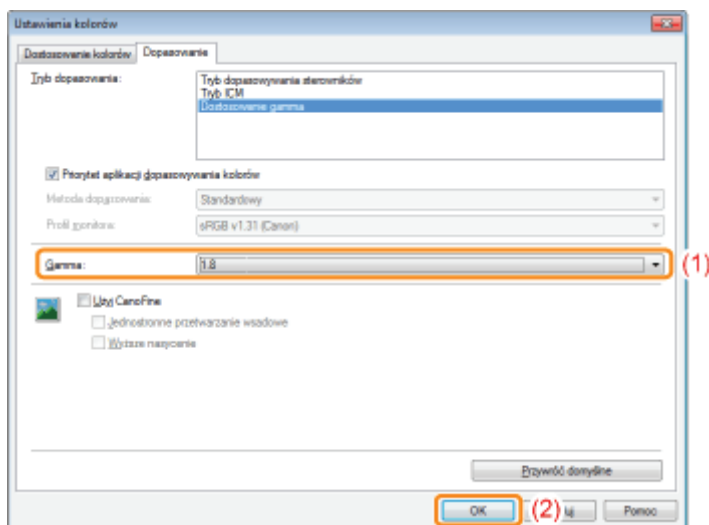 Ustawienia kolorów
Dostosowanie kolorów Dopasowanie
Tryb dopasowania:
Tryb dopasowywania sterowników
Tryb ICM
Dostosowanie gamma
Priorytet aplikacji dopasowywania kolorów
Metoda dopasowania: Standardowy
Profil monitora: sRGB v1.31 (Canon)
Gamma: 1.8 (1)
Użyj CanoFine
Jednostronne przetwarzanie wsadowe
Wyższe nasycenie
Przywróć domyślne
OK (2) uj Pomoc